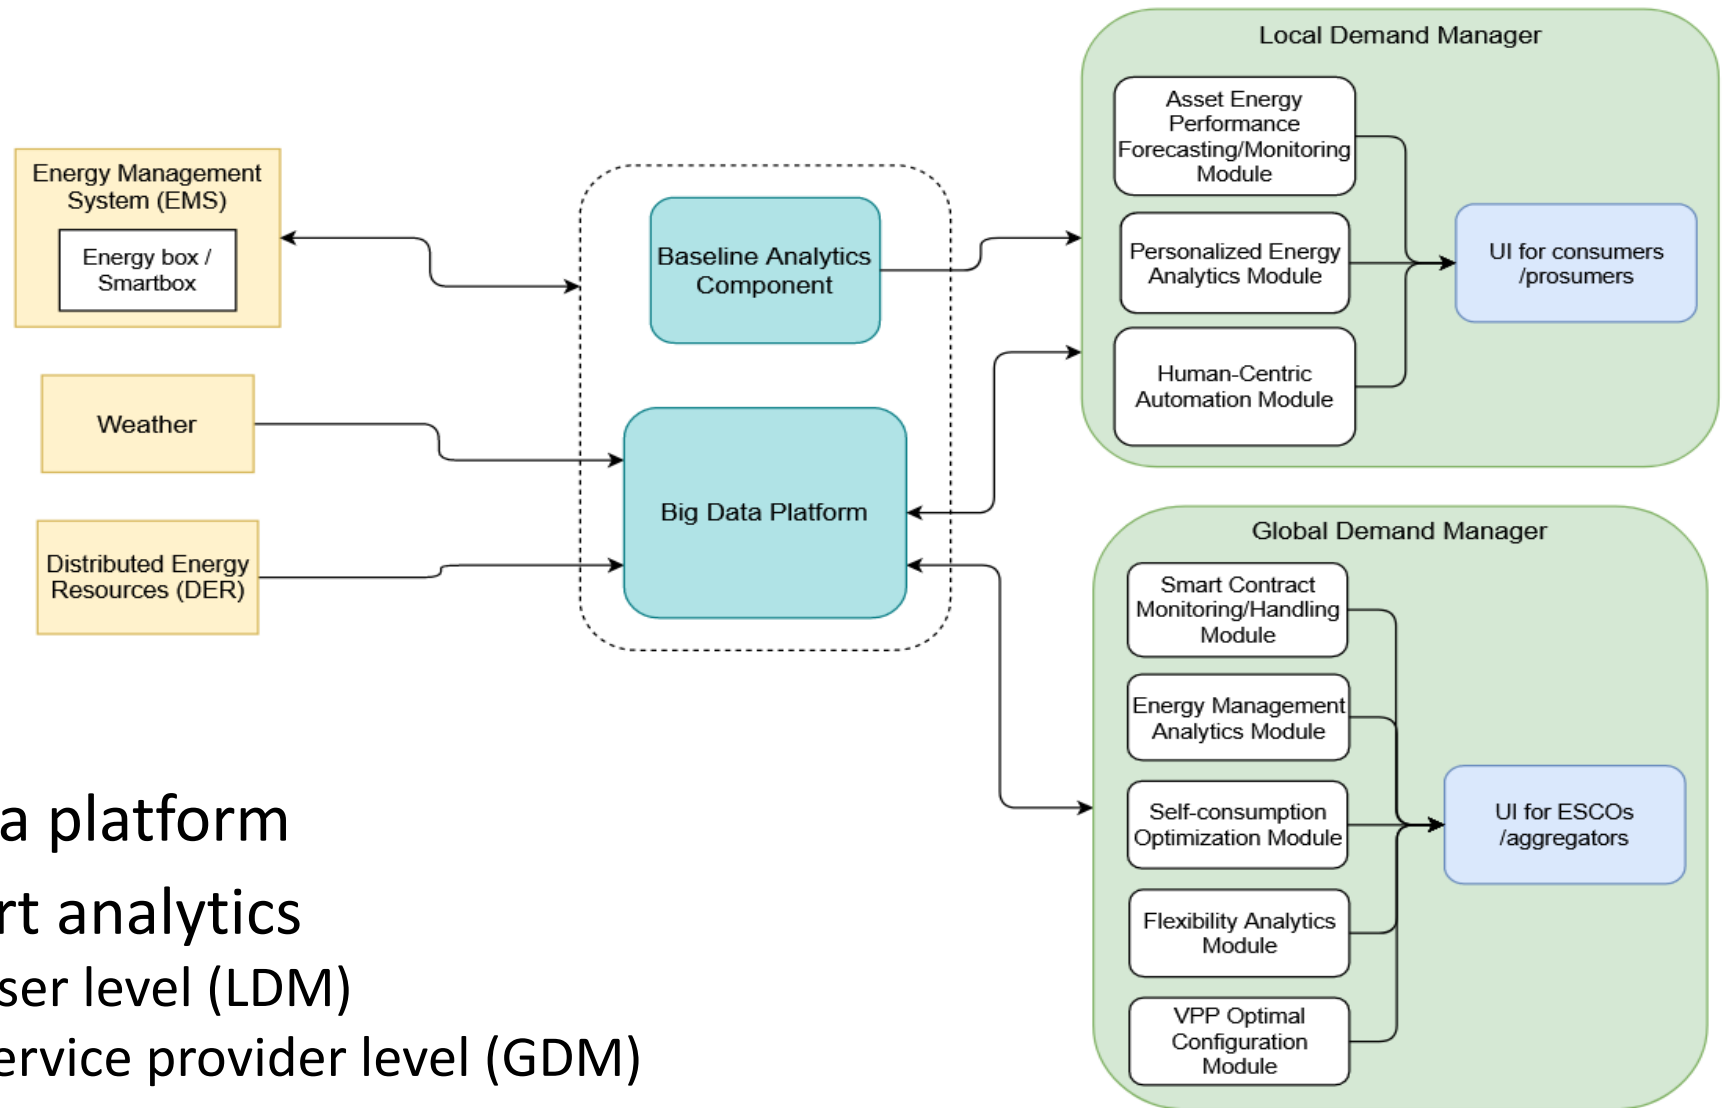 Local Demand Manager
Asset Energy
Performance
Forecasting/Monitoring
Module
Personalized Energy
Analytics Module
Human-Centric
Automation Module
UI for consumers
/prosumers
Energy Management
System (EMS)
Energy box /
Smartbox
Weather
Distributed Energy
Resources (DER)
Baseline Analytics
Component
Big Data Platform
Global Demand Manager
Smart Contract
Monitoring/Handling
Module
Energy Management
Analytics Module
Self-consumption
Optimization Module
Flexibility Analytics
Module
VPP Optimal
Configuration
Module
UI for ESCOs
/aggregators
a platform
rt analytics
ser level (LDM)
ervice provider level (GDM)